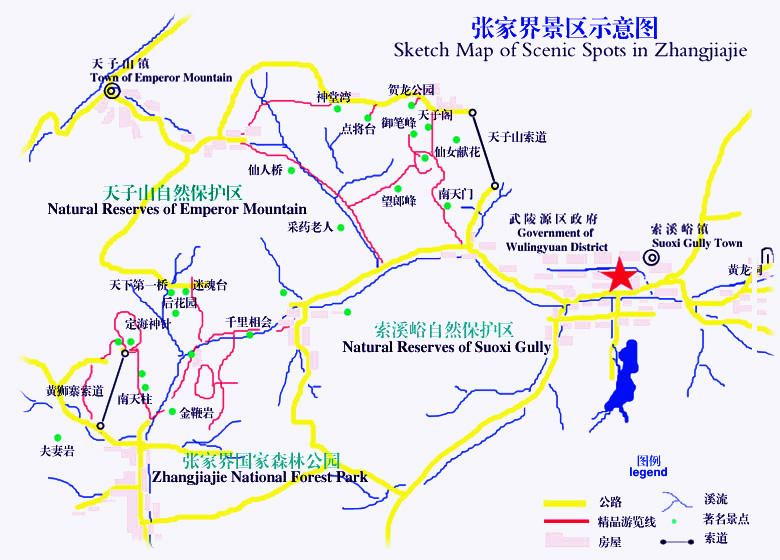 张家界景区示意图
Sketch Map of Scenic Spots in Zhangjiajie
天子山镇
Town of Emperor Mountain
神堂湾
贺龙公园
点将台
御笔峰
天子阁
天子山索道
仙女献花
仙人桥
天子山自然保护区
Natural Reserves of Emperor Mountain
望郎峰
南天门
采药老人
武陵源区政府
Government of
Wulingyuan District
索溪峪镇
Suoxi Gully Town
黄龙洞
天下第一桥
迷魂台
后花园
定海神针
千里相会
索溪峪自然保护区
Natural Reserves of Suoxi Gully
黄狮寨索道
南天柱
金鞭岩
夫妻岩
张家界国家森林公园
Zhangjiajie National Forest Park
图例
legend
公路
溪流
精品游览线
著名景点
房屋
索道